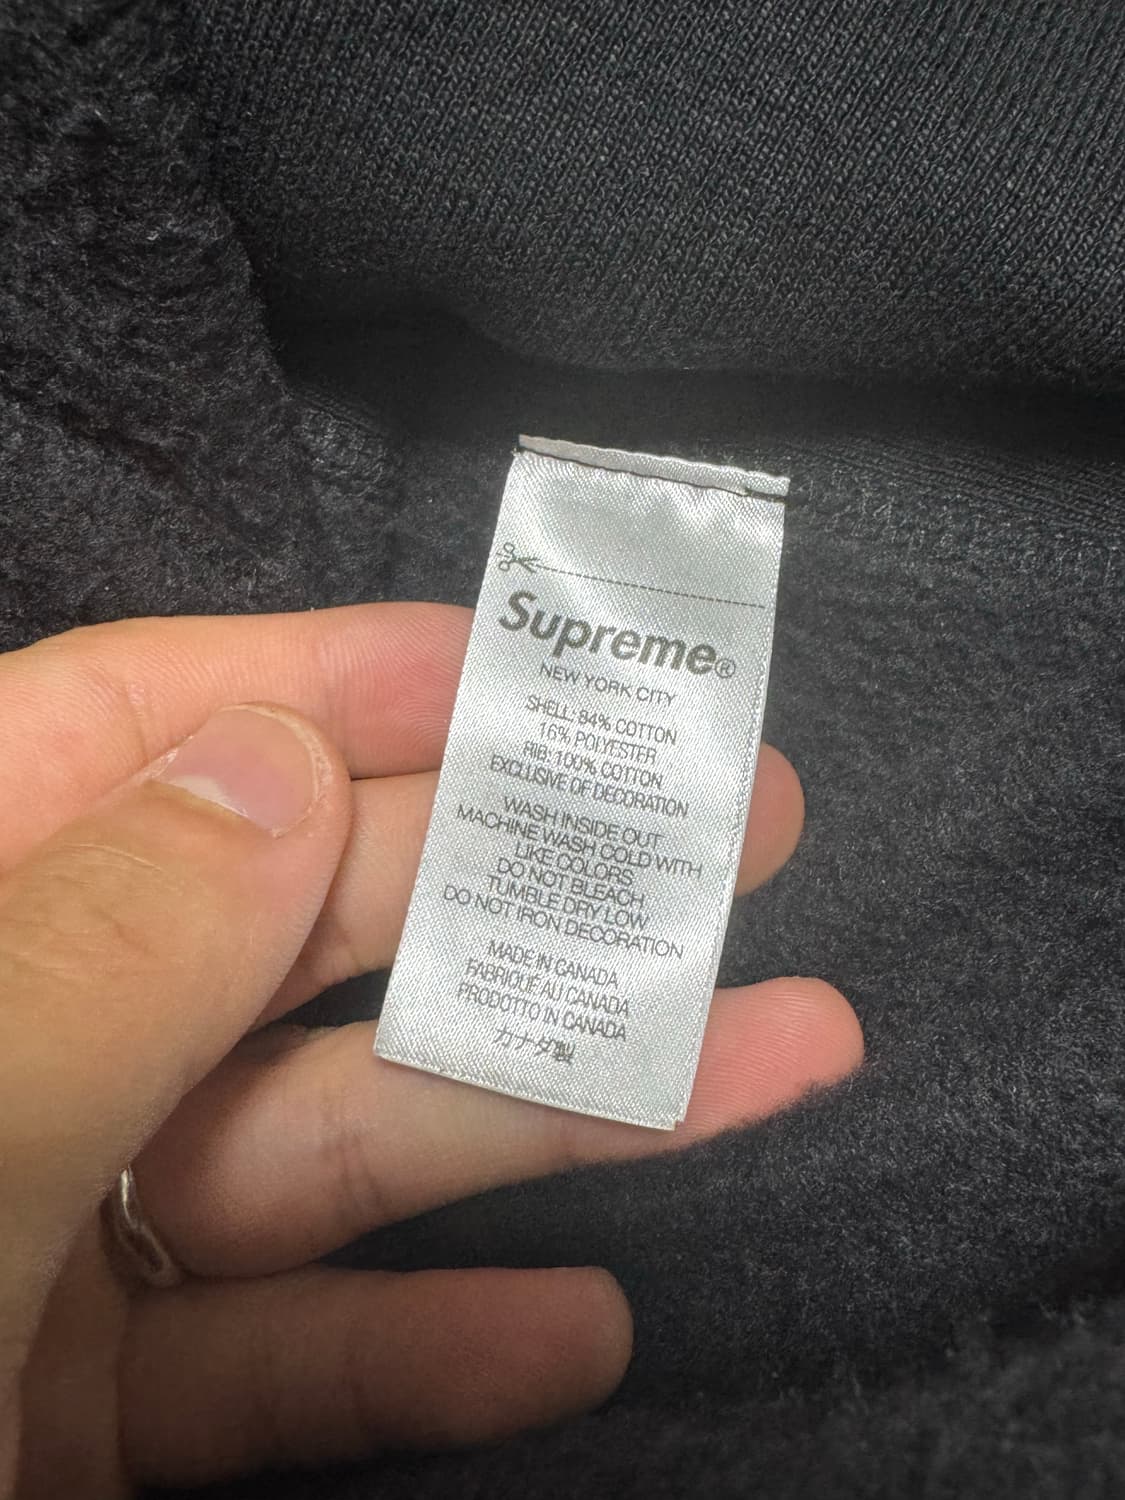 Supreme®
NEW YORK CITY
SHELL: 84% COTTON
16% POLYESTER
RIB: 100% COTTON
EXCLUSIVE OF DECORATION
WASH INSIDE OUT
MACHINE WASH COLD WITH
LIKE COLORS
DO NOT BLEACH
TUMBLE DRY LOW
DO NOT IRON DECORATION
MADE IN CANADA
FABRIQUE AU CANADA
PRODOTTO IN CANADA
カナダ製